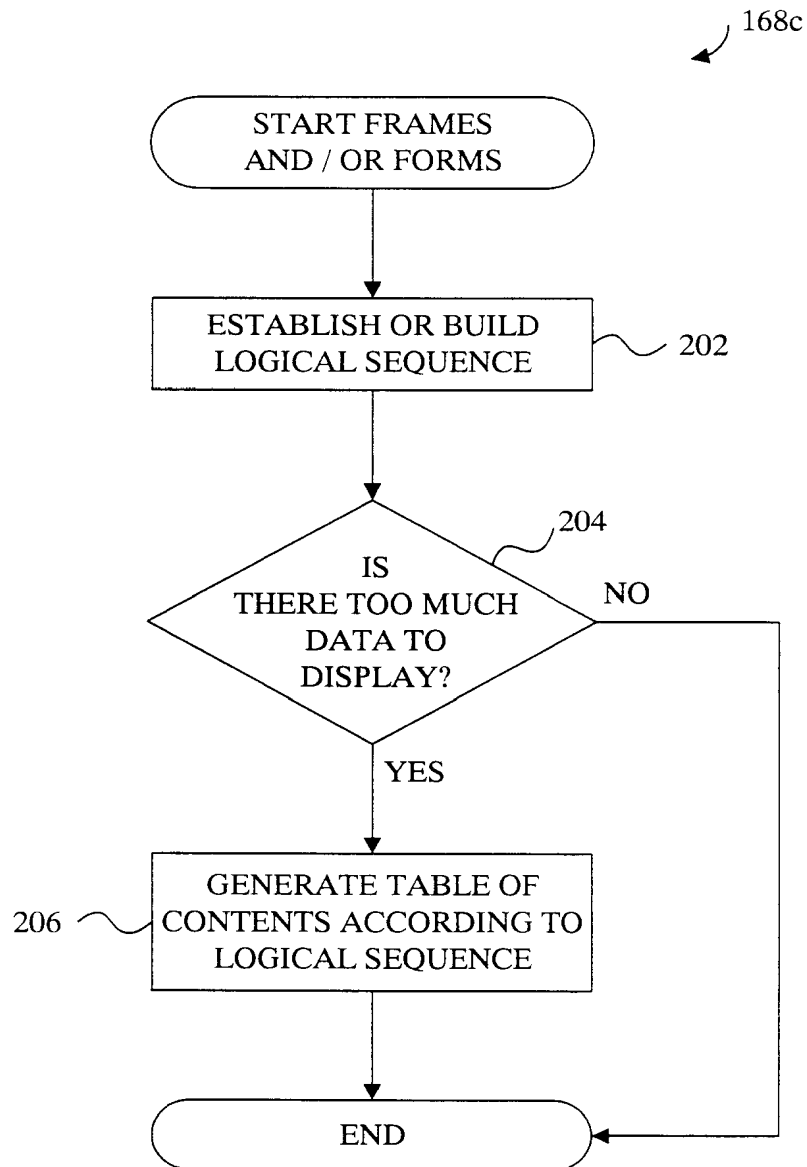 168c
START FRAMES
AND / OR FORMS
ESTABLISH OR BUILD
LOGICAL SEQUENCE
202
204
IS
THERE TOO MUCH
DATA TO
DISPLAY?
NO
YES
GENERATE TABLE OF
CONTENTS ACCORDING TO
LOGICAL SEQUENCE
206
END